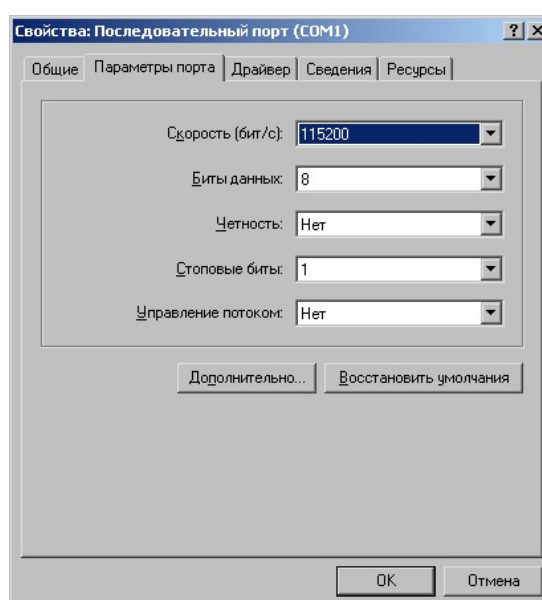 Свойства: Последовательный порт (COM1)
Общие Параметры порта Драйвер Сведения Ресурсы
Скорость (бит/с): 115200
Биты данных: 8
Четность: Нет
Стоповые биты: 1
Управление потоком: Нет
Дополнительно... Восстановить умолчания
OK Отмена